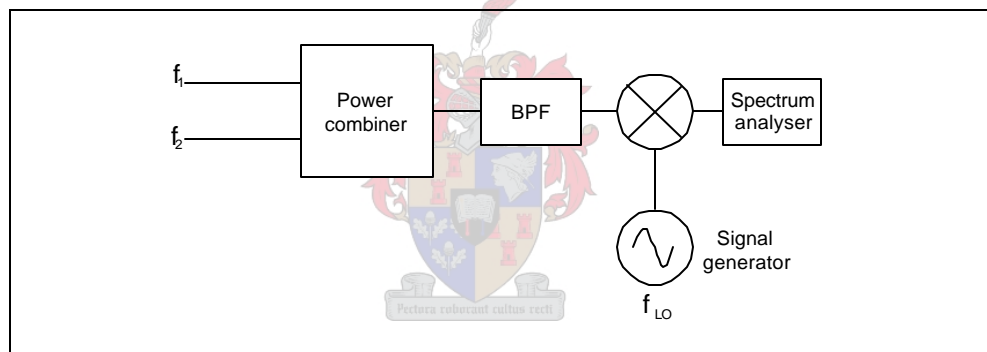 f1
f2
Power
combiner
BPF
Spectrum
analyser
Signal
generator
fLO
Pectora roborant cultus recti